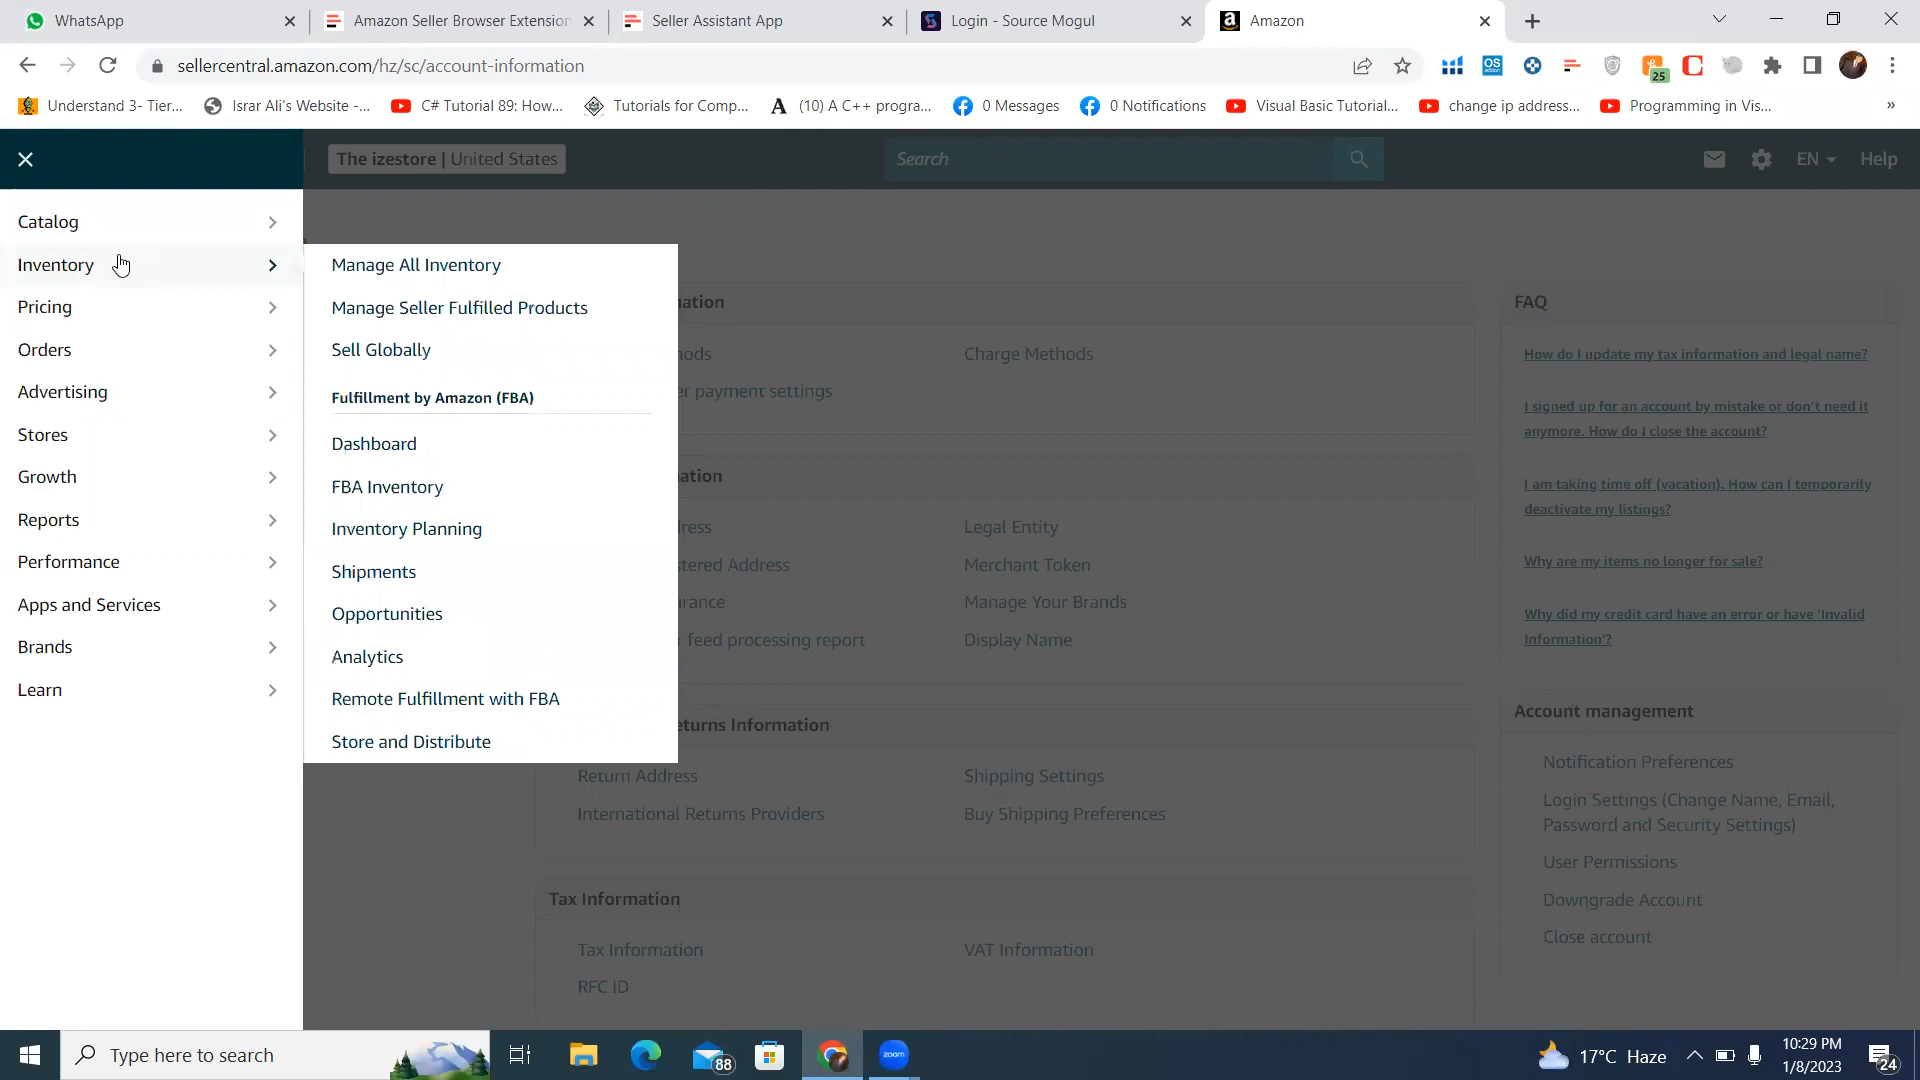 WhatsApp
Amazon Seller Browser Extension
Seller Assistant App
Login - Source Mogul
Amazon
sellercentral.amazon.com/hz/sc/account-information
25
Understand 3- Tier...
Israr Ali's Website -...
C# Tutorial 89: How...
Tutorials for Comp...
(10) A C++ progra...
0 Messages
0 Notifications
Visual Basic Tutorial...
change ip address...
Programming in Vis...
»
The izestore | United States
Search
EN
Help
Catalog
Inventory
Pricing
Orders
Advertising
Stores
Growth
Reports
Performance
Apps and Services
Brands
Learn
Manage All Inventory
Manage Seller Fulfilled Products
Sell Globally
Fulfillment by Amazon (FBA)
Dashboard
FBA Inventory
Inventory Planning
Shipments
Opportunities
Analytics
Remote Fulfillment with FBA
Store and Distribute
Charge Methods
payment settings
Legal Entity
Address
Merchant Token
Manage Your Brands
feed processing report
Display Name
Information
Return Address
Shipping Settings
International Returns Providers
Buy Shipping Preferences
Tax Information
Tax Information
VAT Information
RFC ID
FAQ
How do I update my tax information and legal name?
I signed up for an account by mistake or don't need it
anymore. How do I close the account?
I am taking time off (vacation). How can I temporarily
deactivate my listings?
Why are my items no longer for sale?
Why did my credit card have an error or have 'Invalid
Information'?
Account management
Notification Preferences
Login Settings (Change Name, Email,
Password and Security Settings)
User Permissions
Downgrade Account
Close account
Type here to search
88
zoom
17°C Haze
10:29 PM
1/8/2023
24